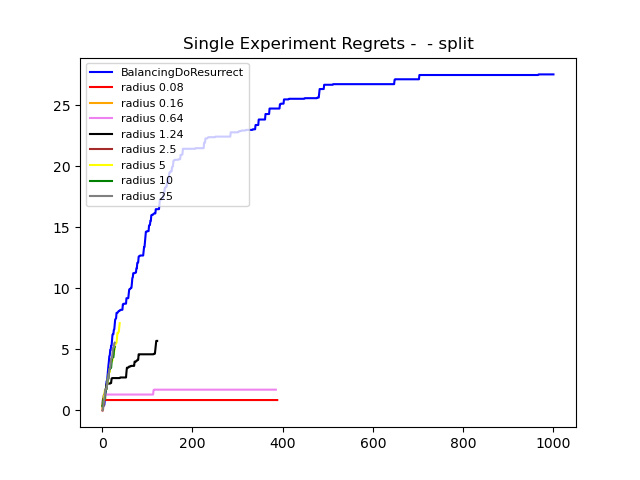 Single Experiment Regrets -  - split
BalancingDoResurrect
radius 0.08
radius 0.16
radius 0.64
radius 1.24
radius 2.5
radius 5
radius 10
radius 25
25
20
15
10
5
0
0 200 400 600 800 1000